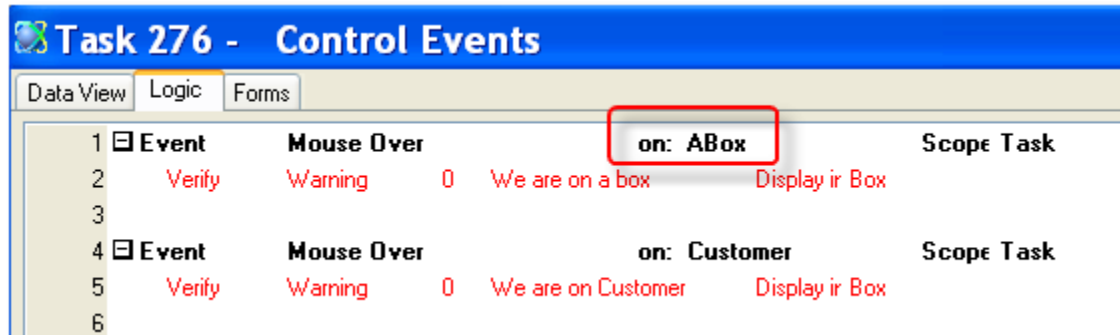 Task 276 - Control Events
Data View Logic Forms
1 Event Mouse Over on: ABox Scope Task
2 Verify Warning 0 We are on a box Display ir Box
3
4 Event Mouse Over on: Customer Scope Task
5 Verify Warning 0 We are on Customer Display ir Box
6